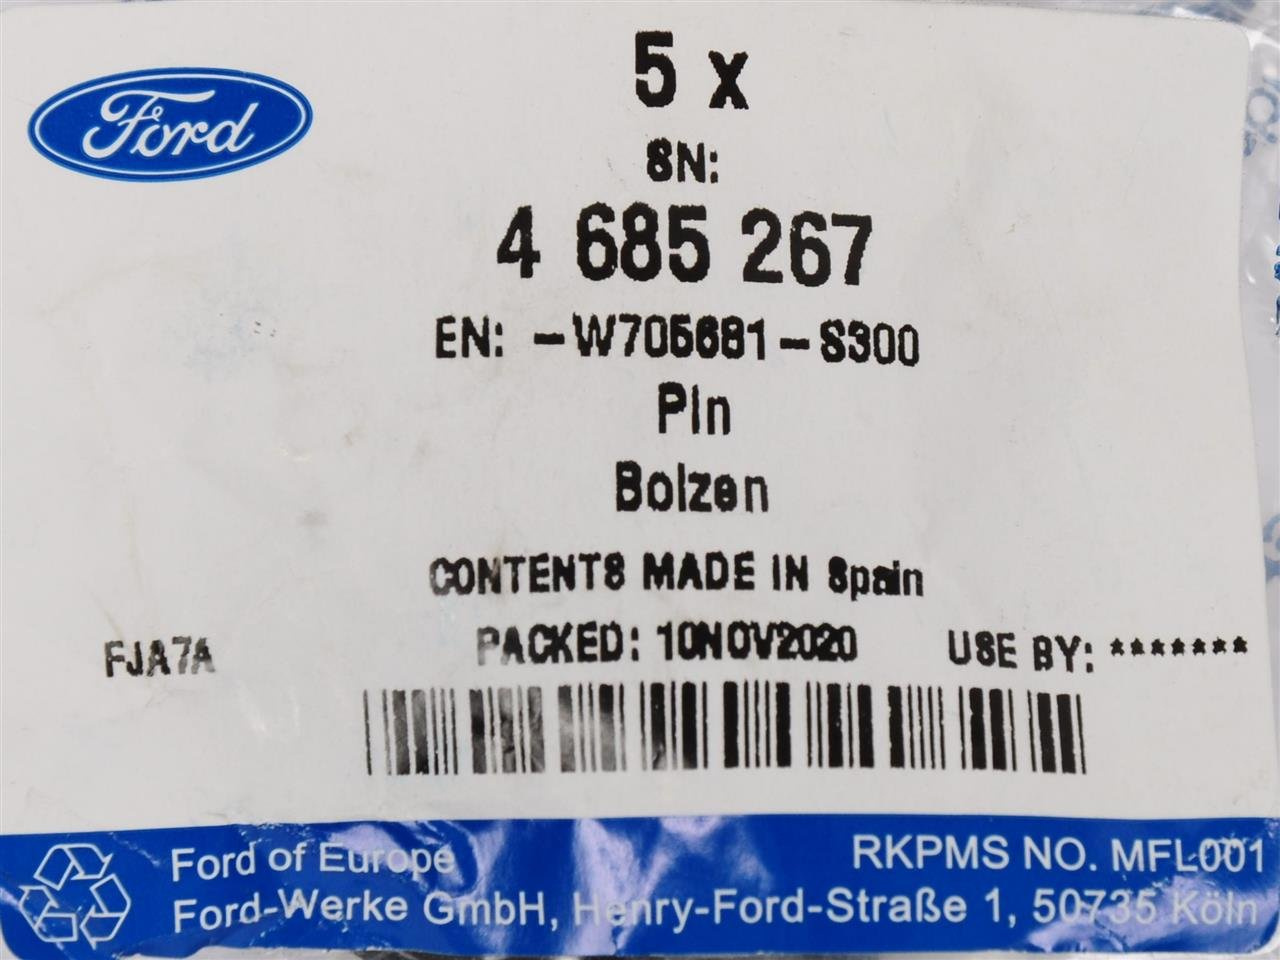 Ford
5 x
SN:
4 685 267
EN: -W705681-S300
Pin
Bolzen
CONTENTS MADE IN Spain
FJA7A PACKED: 10NOV2020 USE BY: *******
Ford of Europe
Ford-Werke GmbH, Henry-Ford-Straße 1, 50735 Köln
RKPMS NO. MFL001